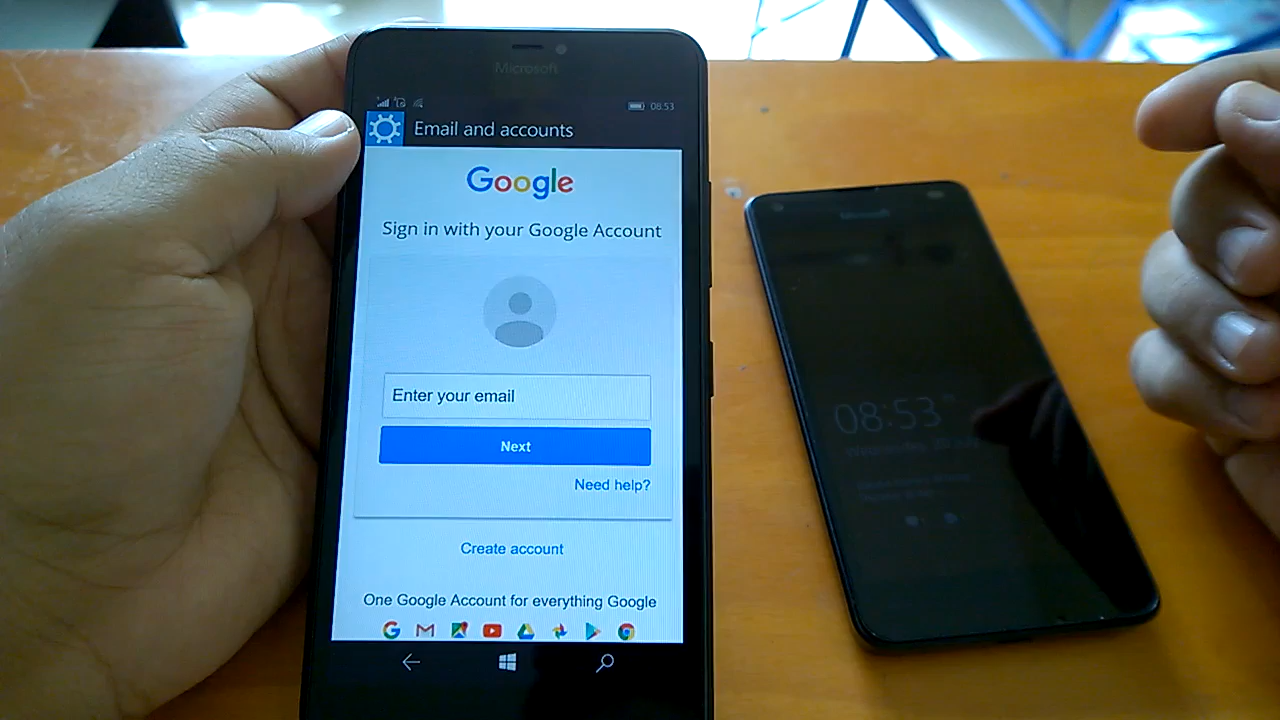 Microsoft
08:53
Email and accounts
Google
Sign in with your Google Account
Enter your email
Next
Need help?
Create account
One Google Account for everything Google
Microsoft
08:53